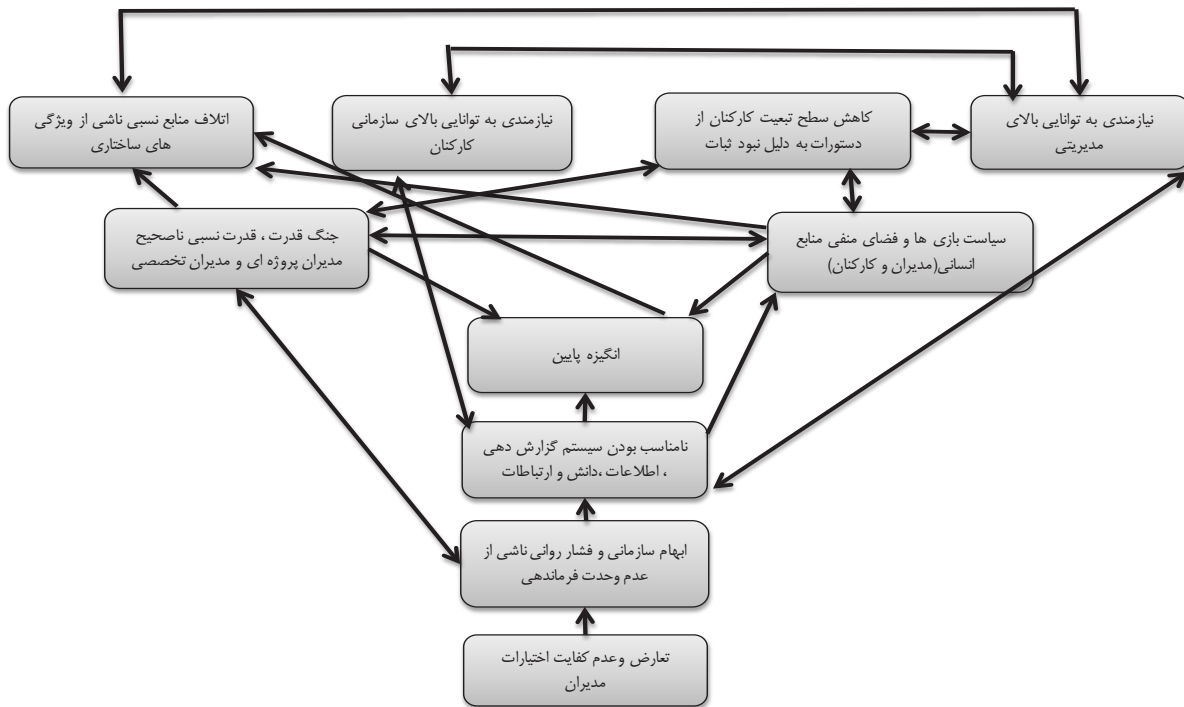 نیازمندی به توانایی بالای
مدیریتی
کاهش سطح تبعیت کارکنان از
دستورات به دلیل نبود ثبات
نیازمندی به توانایی بالای سازمانی
کارکنان
اتلاف منابع نسبی ناشی از ویژگی
های ساختاری
سیاست بازی ها و فضای منفی منابع
انسانی(مدیران و کارکنان)
جنگ قدرت ، قدرت نسبی ناصحیح
مدیران پروژه ای و مدیران تخصصی
انگیزه پایین
نامناسب بودن سیستم گزارش دهی
، اطلاعات ،دانش و ارتباطات
ابهام سازمانی و فشار روانی ناشی از
عدم وحدت فرماندهی
تعارض وعدم کفایت اختیارات
مدیران